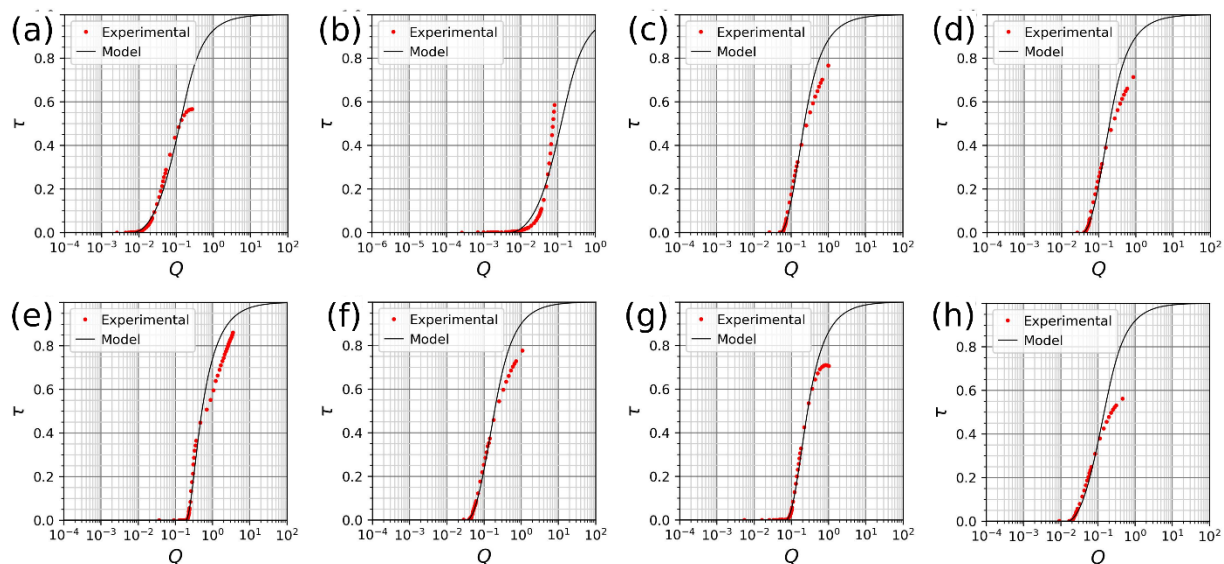 (a)
Experimental
Model
0.8
0.6
τ
0.4
0.2
0.0
10⁻⁴ 10⁻³ 10⁻² 10⁻¹ 10⁰ 10¹ 10²
Q
(b)
Experimental
Model
0.8
0.6
τ
0.4
0.2
0.0
10⁻⁶ 10⁻⁵ 10⁻⁴ 10⁻³ 10⁻² 10⁻¹ 10⁰
Q
(c)
Experimental
Model
0.8
0.6
τ
0.4
0.2
0.0
10⁻⁴ 10⁻³ 10⁻² 10⁻¹ 10⁰ 10¹ 10²
Q
(d)
Experimental
Model
0.8
0.6
τ
0.4
0.2
0.0
10⁻⁴ 10⁻³ 10⁻² 10⁻¹ 10⁰ 10¹ 10²
Q
(e)
Experimental
Model
0.8
0.6
τ
0.4
0.2
0.0
10⁻⁴ 10⁻³ 10⁻² 10⁻¹ 10⁰ 10¹ 10²
Q
(f)
Experimental
Model
0.8
0.6
τ
0.4
0.2
0.0
10⁻⁴ 10⁻³ 10⁻² 10⁻¹ 10⁰ 10¹ 10²
Q
(g)
Experimental
Model
0.8
0.6
τ
0.4
0.2
0.0
10⁻⁴ 10⁻³ 10⁻² 10⁻¹ 10⁰ 10¹ 10²
Q
(h)
Experimental
Model
0.8
0.6
τ
0.4
0.2
0.0
10⁻⁴ 10⁻³ 10⁻² 10⁻¹ 10⁰ 10¹ 10²
Q